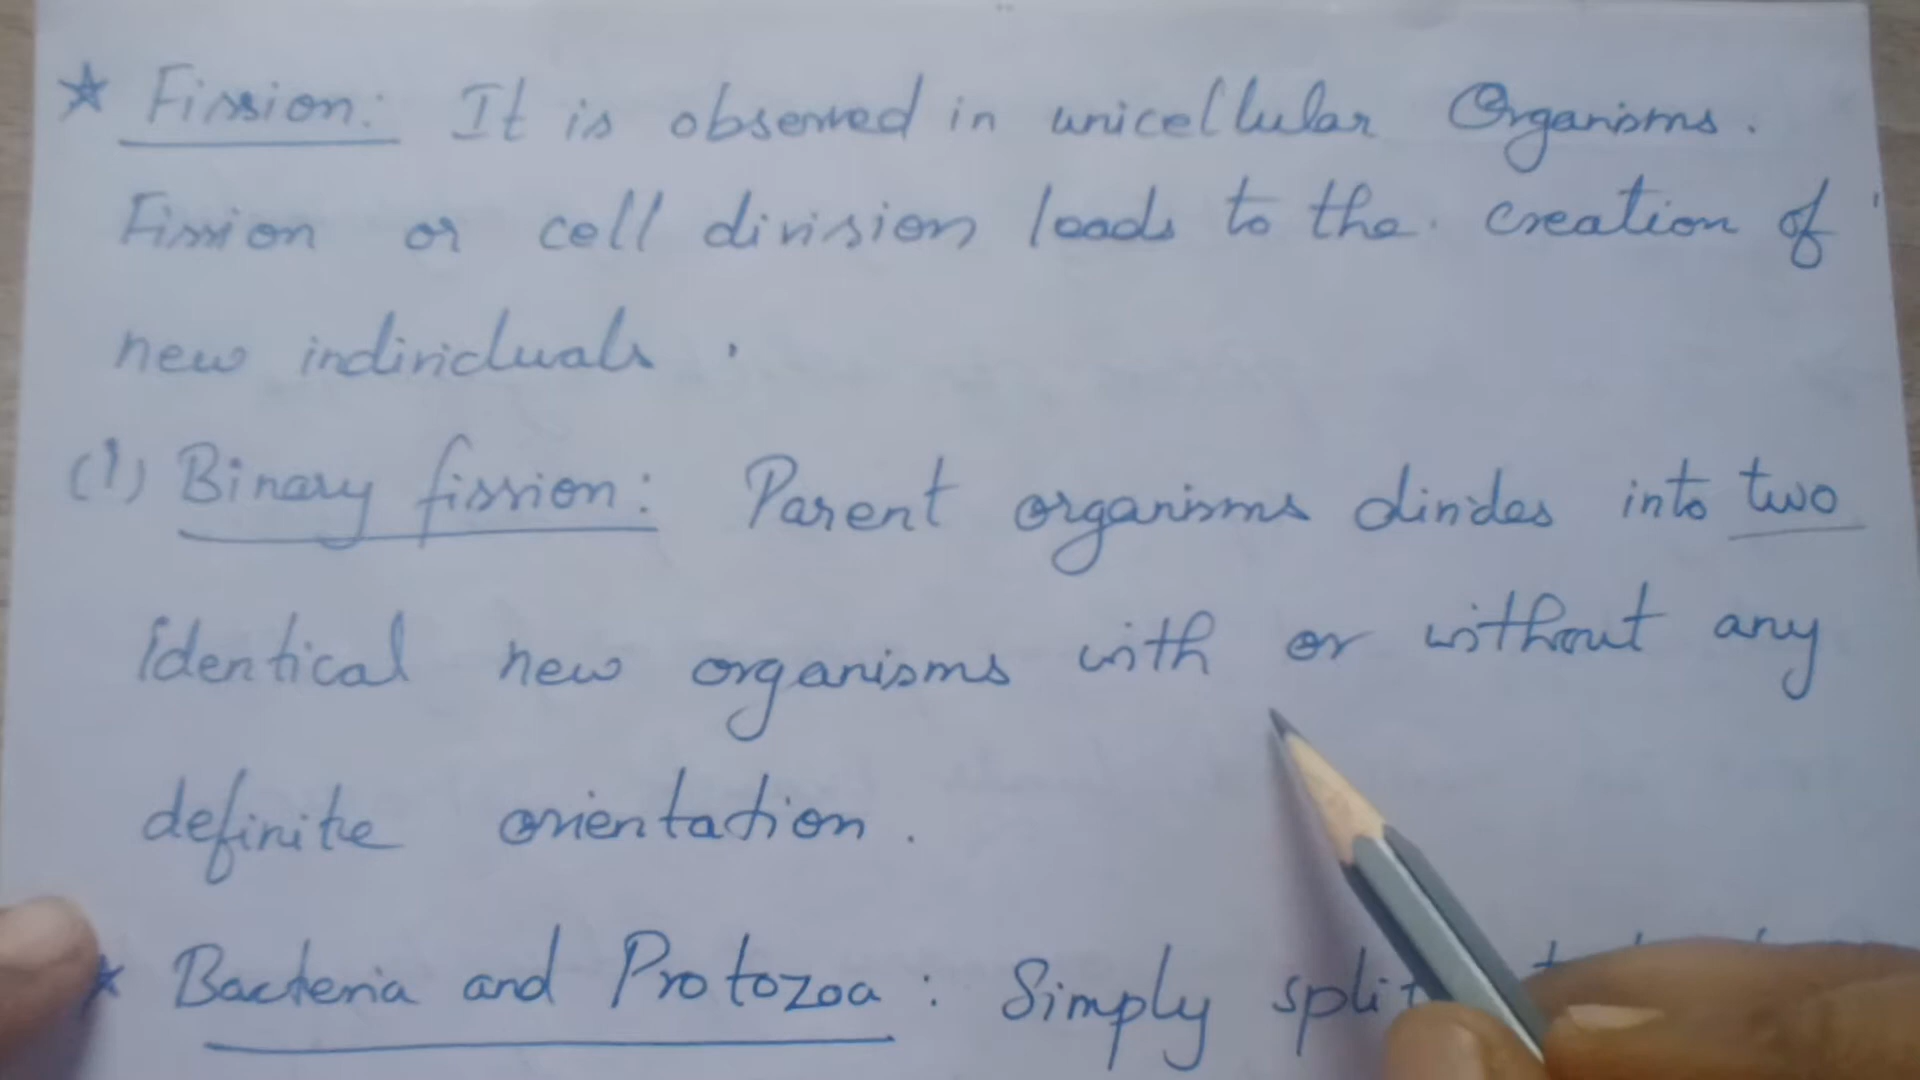 ★ Fission: It is observed in unicellular Organisms.
Fission or cell division leads to the creation of
new individuals.
(1) Binary fission: Parent organisms divides into two
identical new organisms with or without any
definite orientation.
★ Bacteria and Protozoa: Simply split